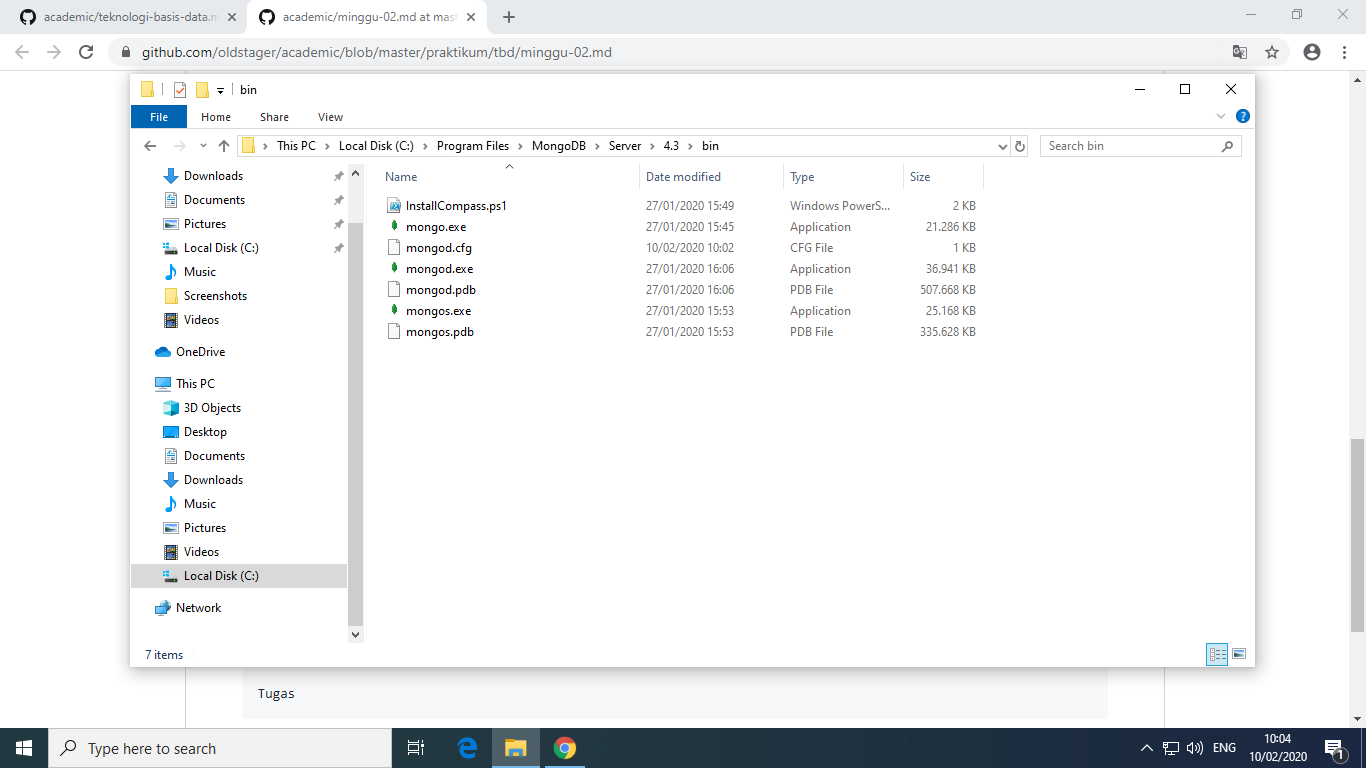 academic/teknologi-basis-data.m
academic/minggu-02.md at mast
github.com/oldstager/academic/blob/master/praktikum/tbd/minggu-02.md
bin
File
Home
Share
View
This PC
Local Disk (C:)
Program Files
MongoDB
Server
4.3
bin
Search bin
Downloads
Documents
Pictures
Local Disk (C:)
Music
Screenshots
Videos
OneDrive
This PC
3D Objects
Desktop
Documents
Downloads
Music
Pictures
Videos
Local Disk (C:)
Network
Name Date modified Type Size
InstallCompass.ps1 27/01/2020 15:49 Windows PowerS... 2 KB
mongo.exe 27/01/2020 15:45 Application 21.286 KB
mongod.cfg 10/02/2020 10:02 CFG File 1 KB
mongod.exe 27/01/2020 16:06 Application 36.941 KB
mongod.pdb 27/01/2020 16:06 PDB File 507.668 KB
mongos.exe 27/01/2020 15:53 Application 25.168 KB
mongos.pdb 27/01/2020 15:53 PDB File 335.628 KB
7 items
Tugas
Type here to search
ENG
10:04
10/02/2020
1